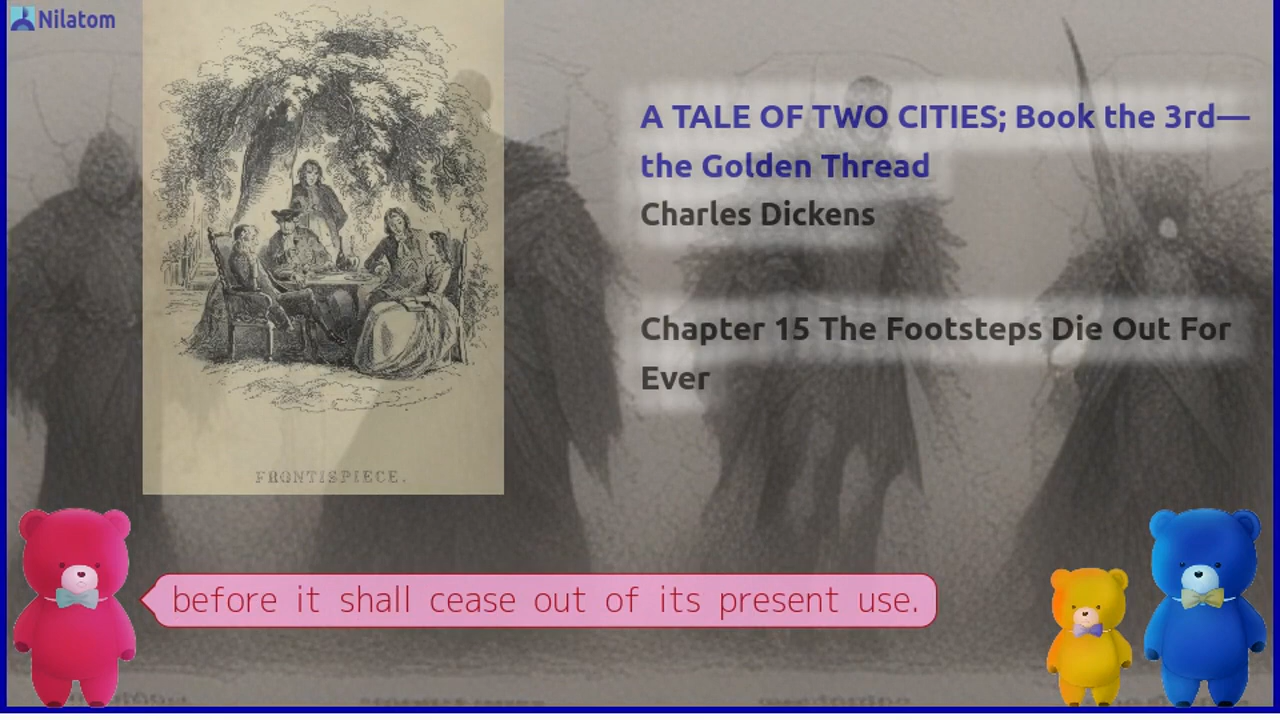 Nilatom
A TALE OF TWO CITIES; Book the 3rd—
the Golden Thread
Charles Dickens
Chapter 15 The Footsteps Die Out For
Ever
FRONTISPIECE.
before it shall cease out of its present use.